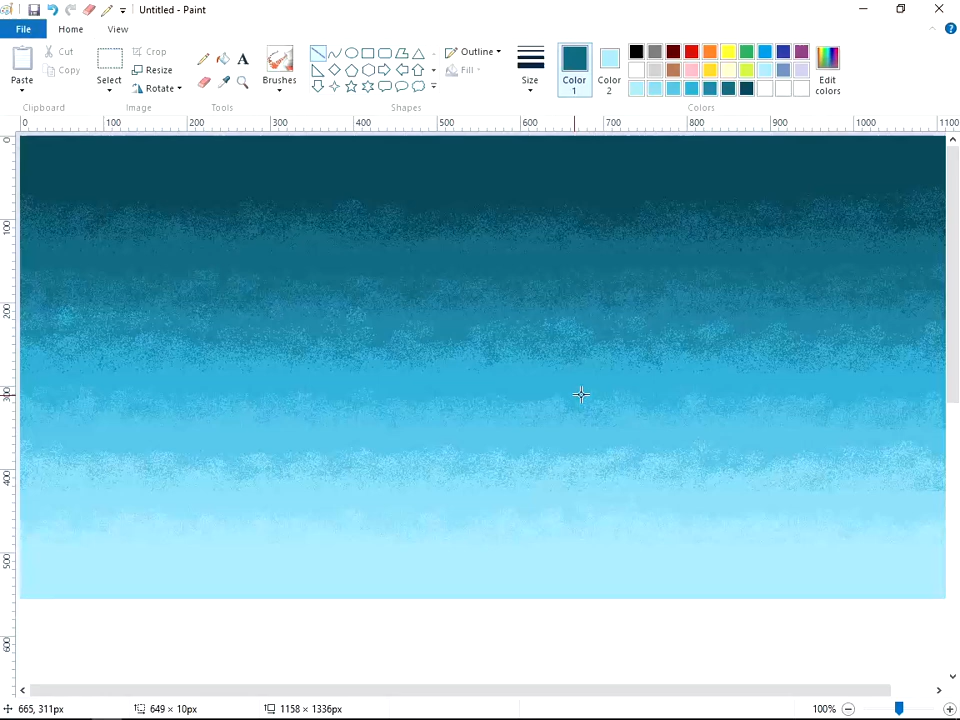 Untitled - Paint
File Home View
Paste Cut Copy
Select Crop Resize Rotate
Brushes
Outline Fill
Size
Color 1
Color 2
Edit colors
Clipboard Image Tools Shapes Colors
0 100 200 300 400 500 600 700 800 900 1000 1100
0
100
200
300
400
500
600
665, 311px 649 × 10px 1158 × 1336px 100%